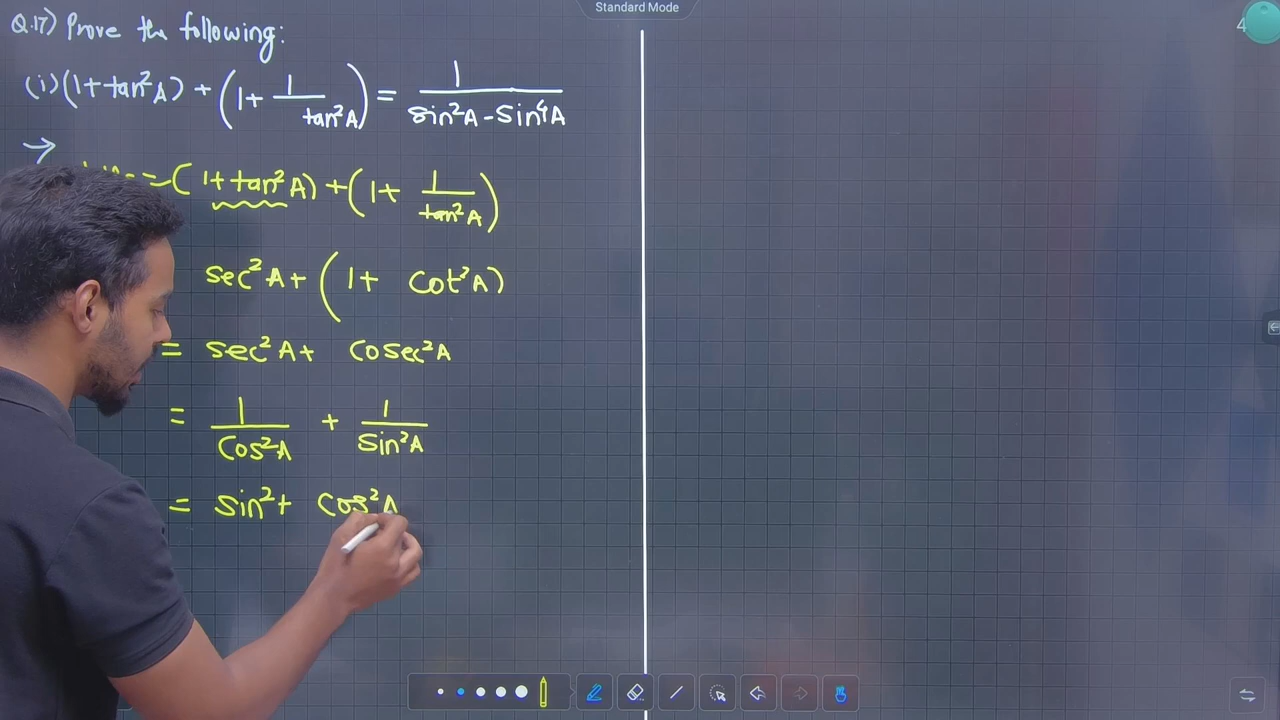 Standard Mode
4
Q.17) Prove the following:
(i) (1+tan²A) + (1+ 1/tan²A) = 1/(sin²A-sin⁴A)
→
= (1+tan²A) + (1+ 1/tan²A)
sec²A+ (1+ cot²A)
= sec²A+ cosec²A
= 1/cos²A + 1/sin²A
= sin²+ cos²A